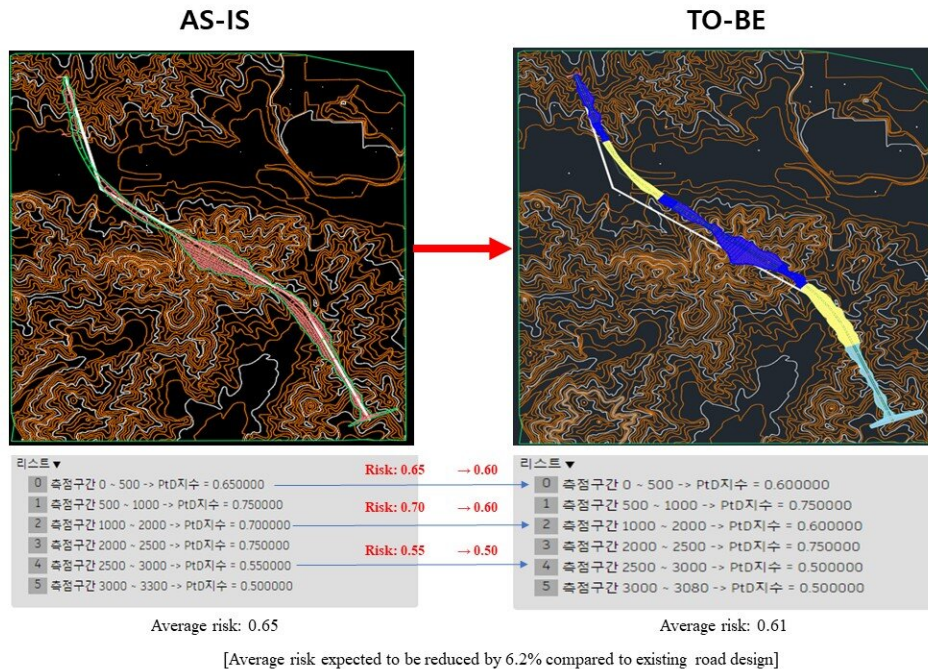 AS-IS
TO-BE
리스트▼
0 측점구간 0 ~ 500 -> PtD지수 = 0.650000
1 측점구간 500 ~ 1000 -> PtD지수 = 0.750000
2 측점구간 1000 ~ 2000 -> PtD지수 = 0.700000
3 측점구간 2000 ~ 2500 -> PtD지수 = 0.750000
4 측점구간 2500 ~ 3000 -> PtD지수 = 0.550000
5 측점구간 3000 ~ 3300 -> PtD지수 = 0.500000
Risk: 0.65 → 0.60
Risk: 0.70 → 0.60
Risk: 0.55 → 0.50
리스트▼
0 측점구간 0 ~ 500 -> PtD지수 = 0.600000
1 측점구간 500 ~ 1000 -> PtD지수 = 0.750000
2 측점구간 1000 ~ 2000 -> PtD지수 = 0.600000
3 측점구간 2000 ~ 2500 -> PtD지수 = 0.750000
4 측점구간 2500 ~ 3000 -> PtD지수 = 0.500000
5 측점구간 3000 ~ 3080 -> PtD지수 = 0.500000
Average risk: 0.65
Average risk: 0.61
[Average risk expected to be reduced by 6.2% compared to existing road design]